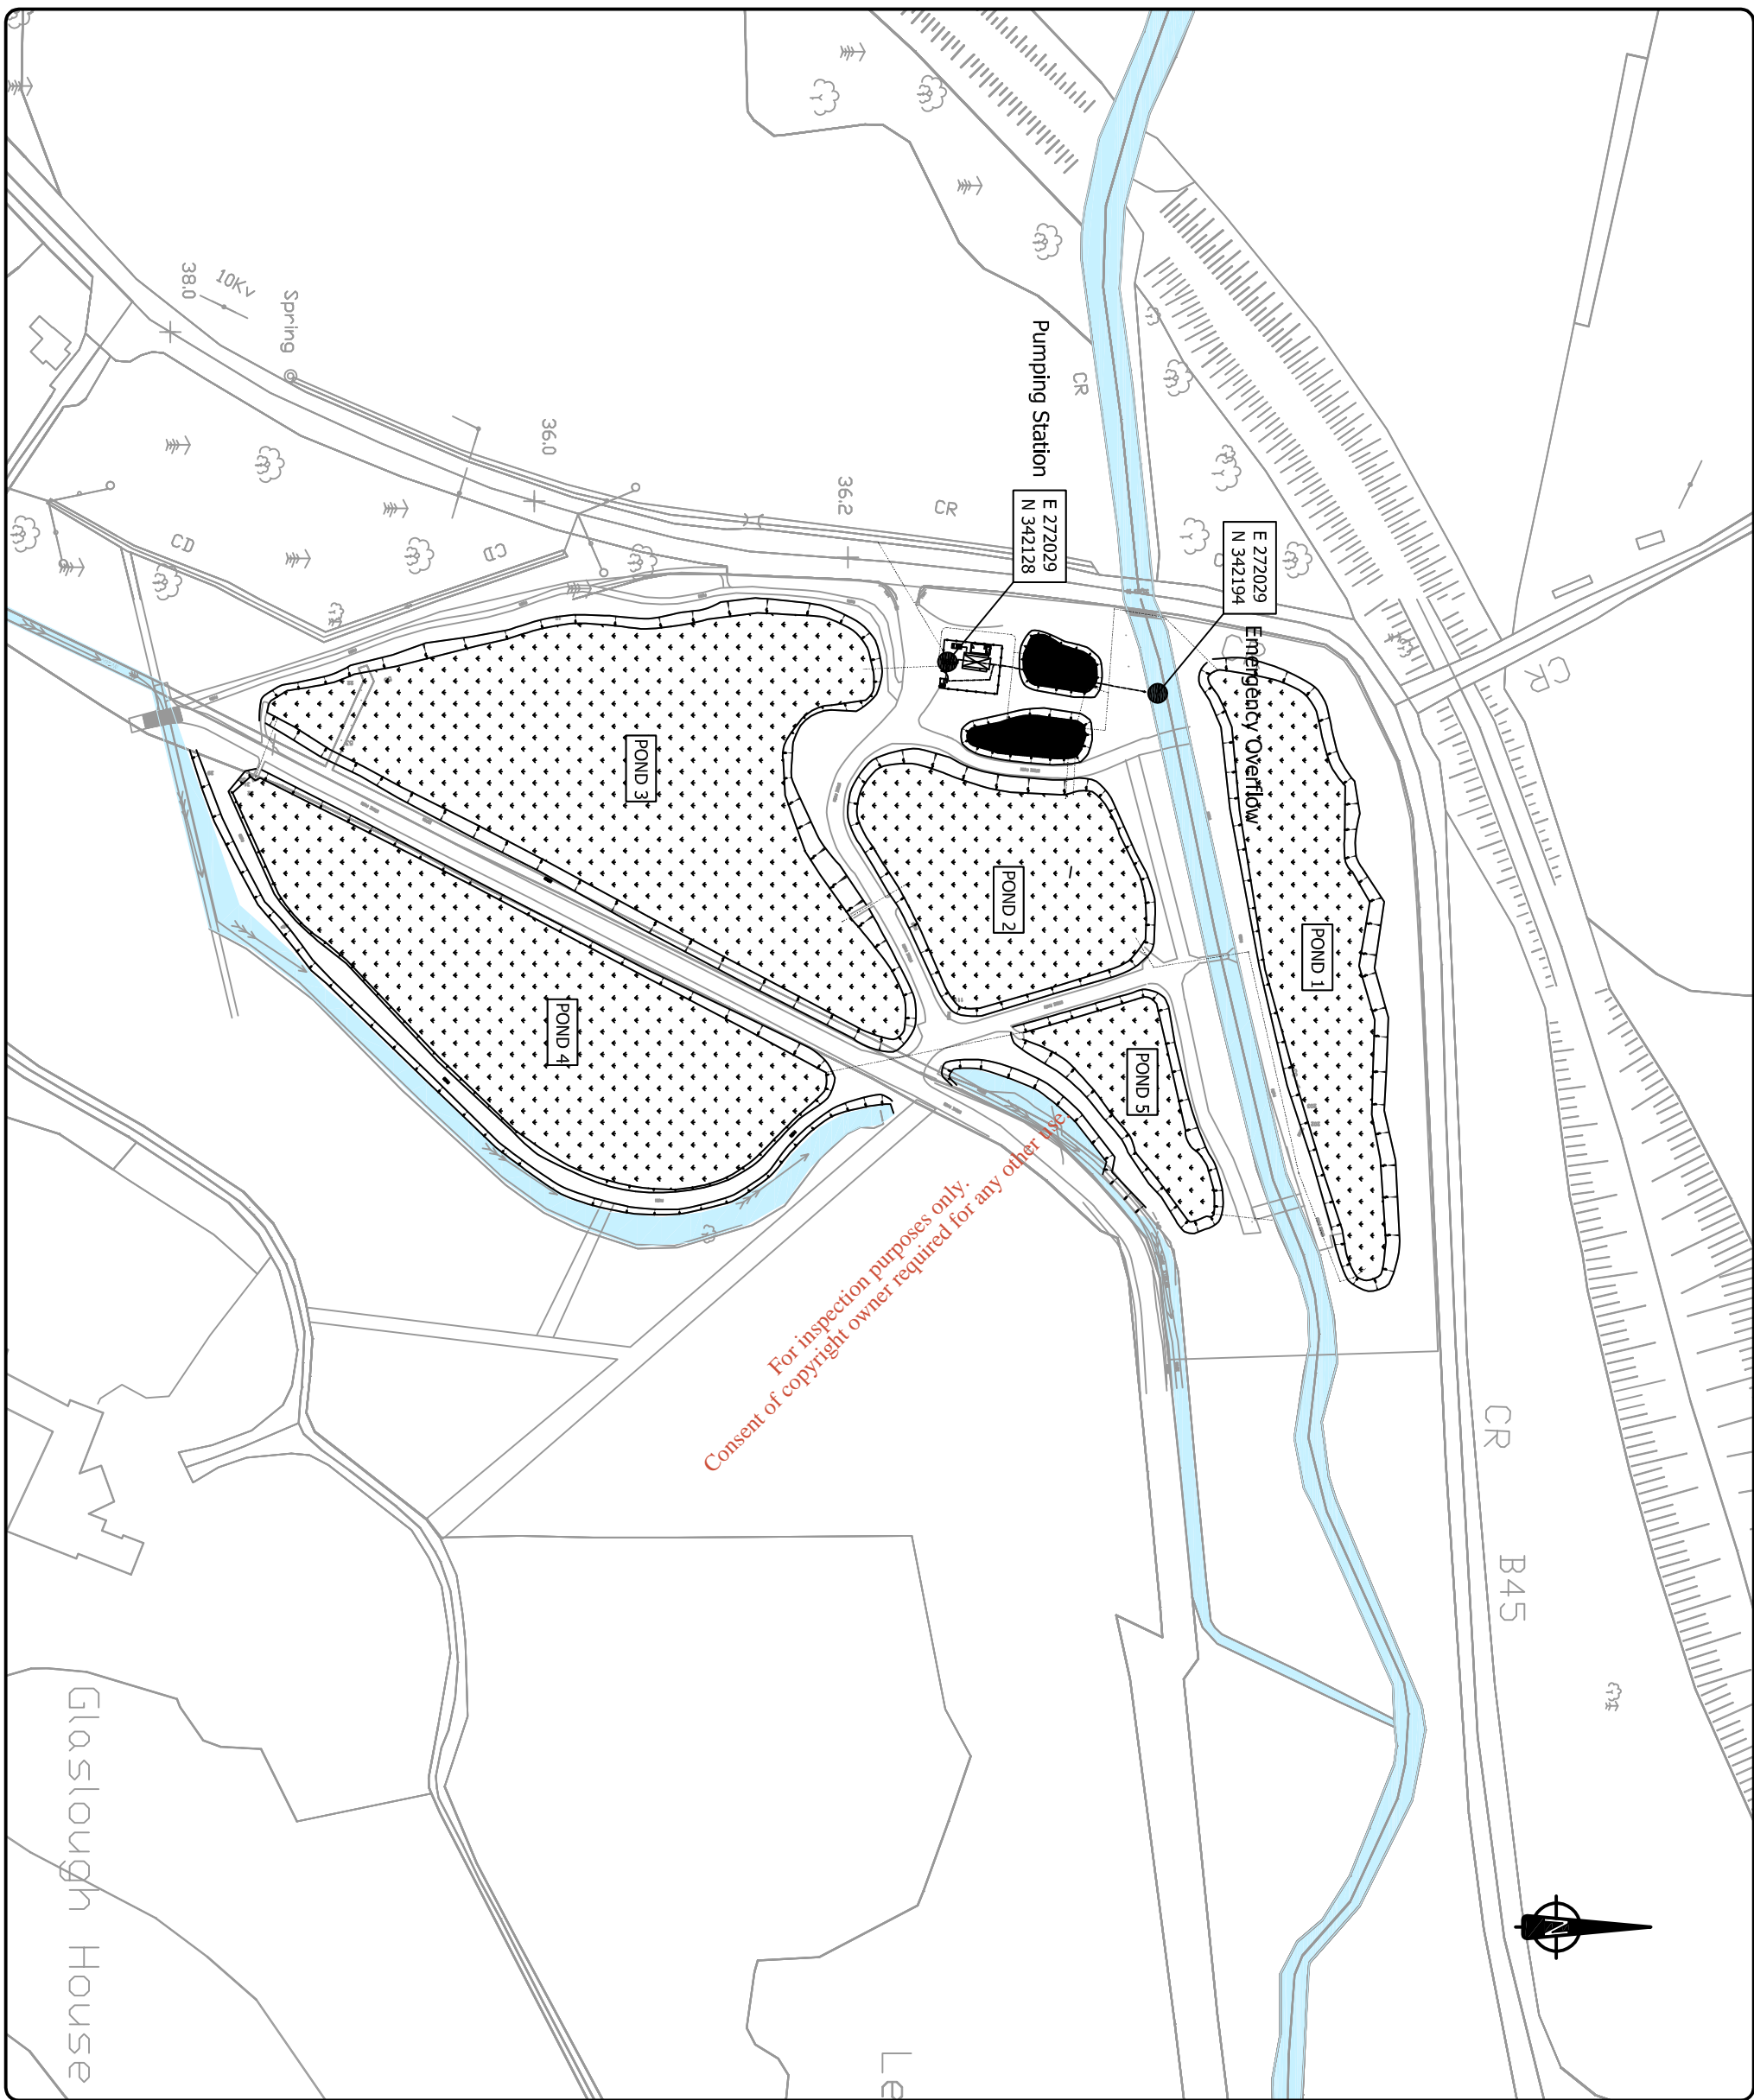 E 272029
N 342194
Emergency Overflow
E 272029
N 342128
Pumping Station
POND 1
POND 2
POND 3
POND 4
POND 5
CR
CR
CR
CR
B45
36.2
36.0
38.0
10Kv
Spring
CD
CD
Glaslough House
Le
N
For inspection purposes only.
Consent of copyright owner required for any other use.